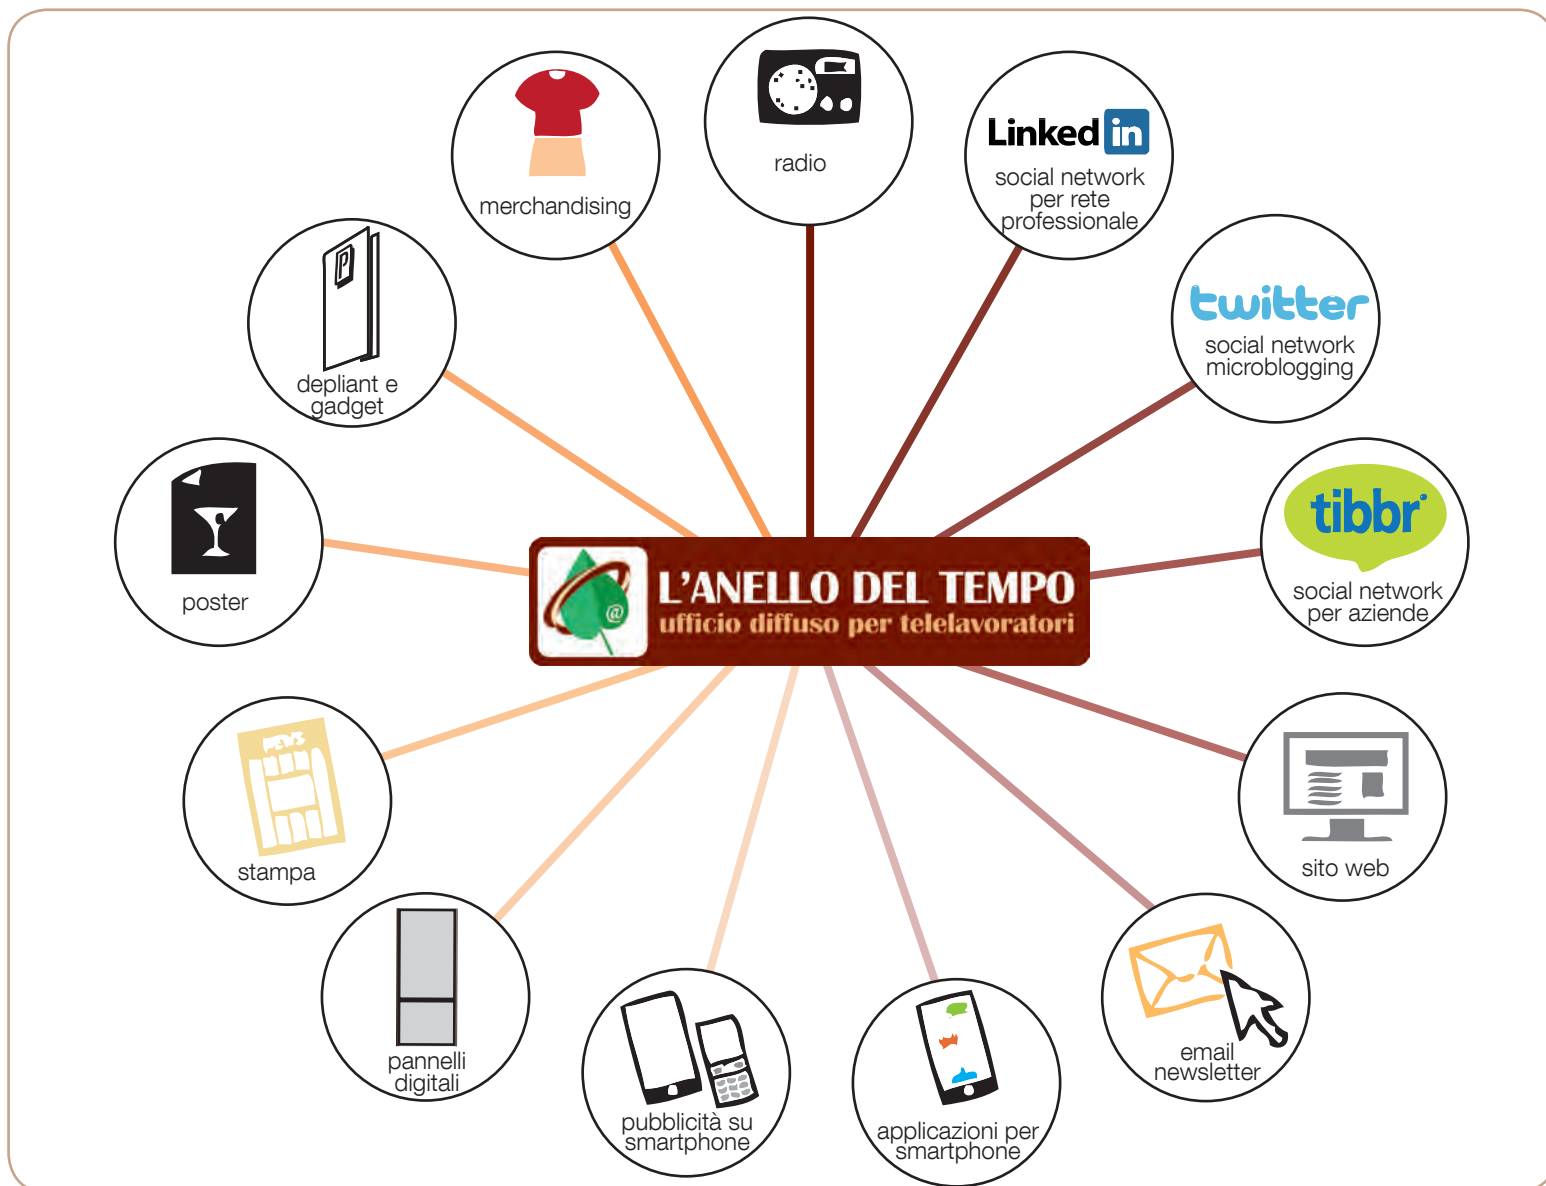 radio
Linked in
social network
per rete
professionale
twitter
social network
microblogging
tibbr
social network
per aziende
sito web
email
newsletter
applicazioni per
smartphone
pubblicità su
smartphone
pannelli
digitali
NEWS
stampa
poster
P
depliant e
gadget
merchandising
@
L'ANELLO DEL TEMPO
ufficio diffuso per telelavoratori